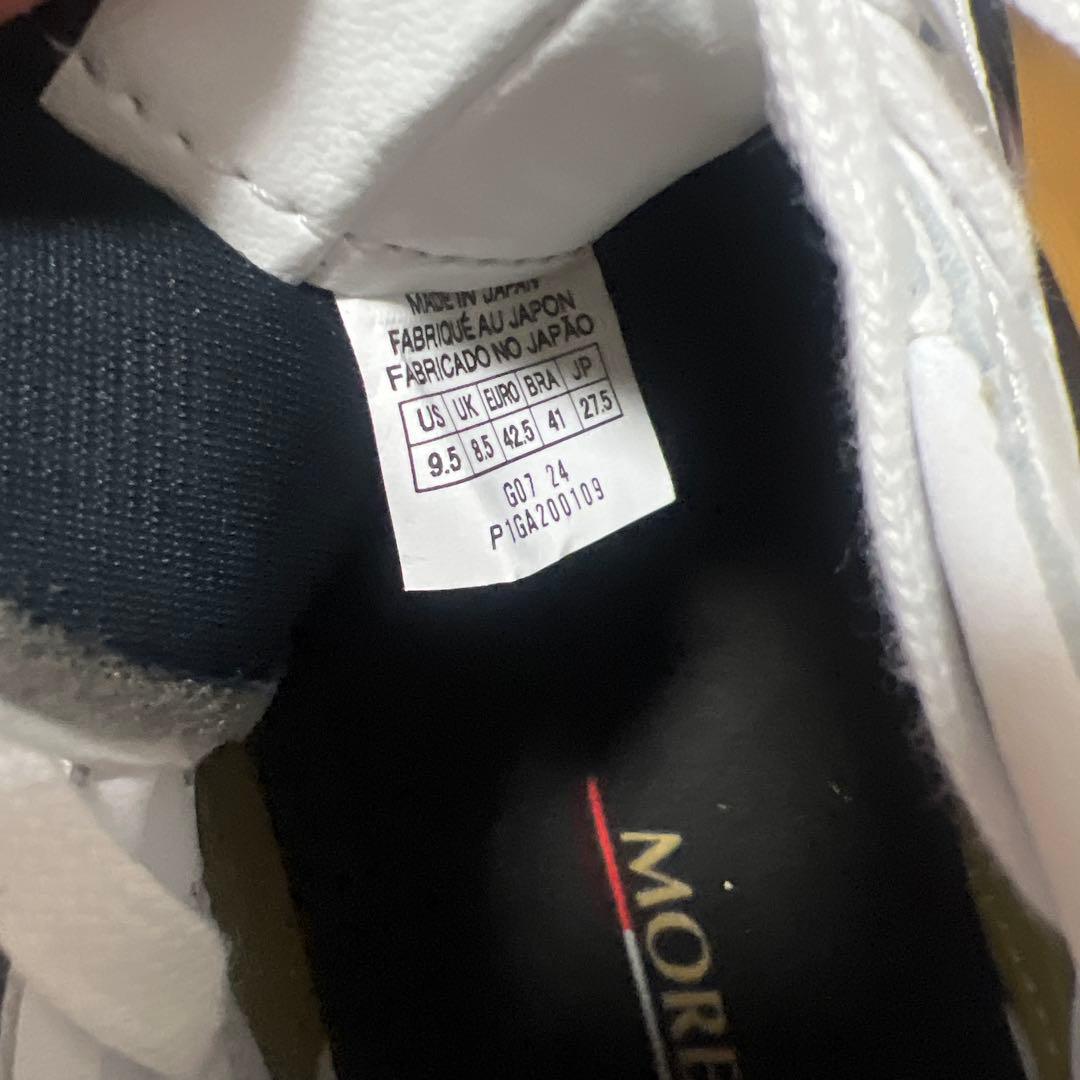 MADE IN JAPAN
FABRIQUÉ AU JAPON
FABRICADO NO JAPÃO
US UK EURO BRA JP
9.5 8.5 42.5 41 27.5
G07 24
P1GA200109
MORE